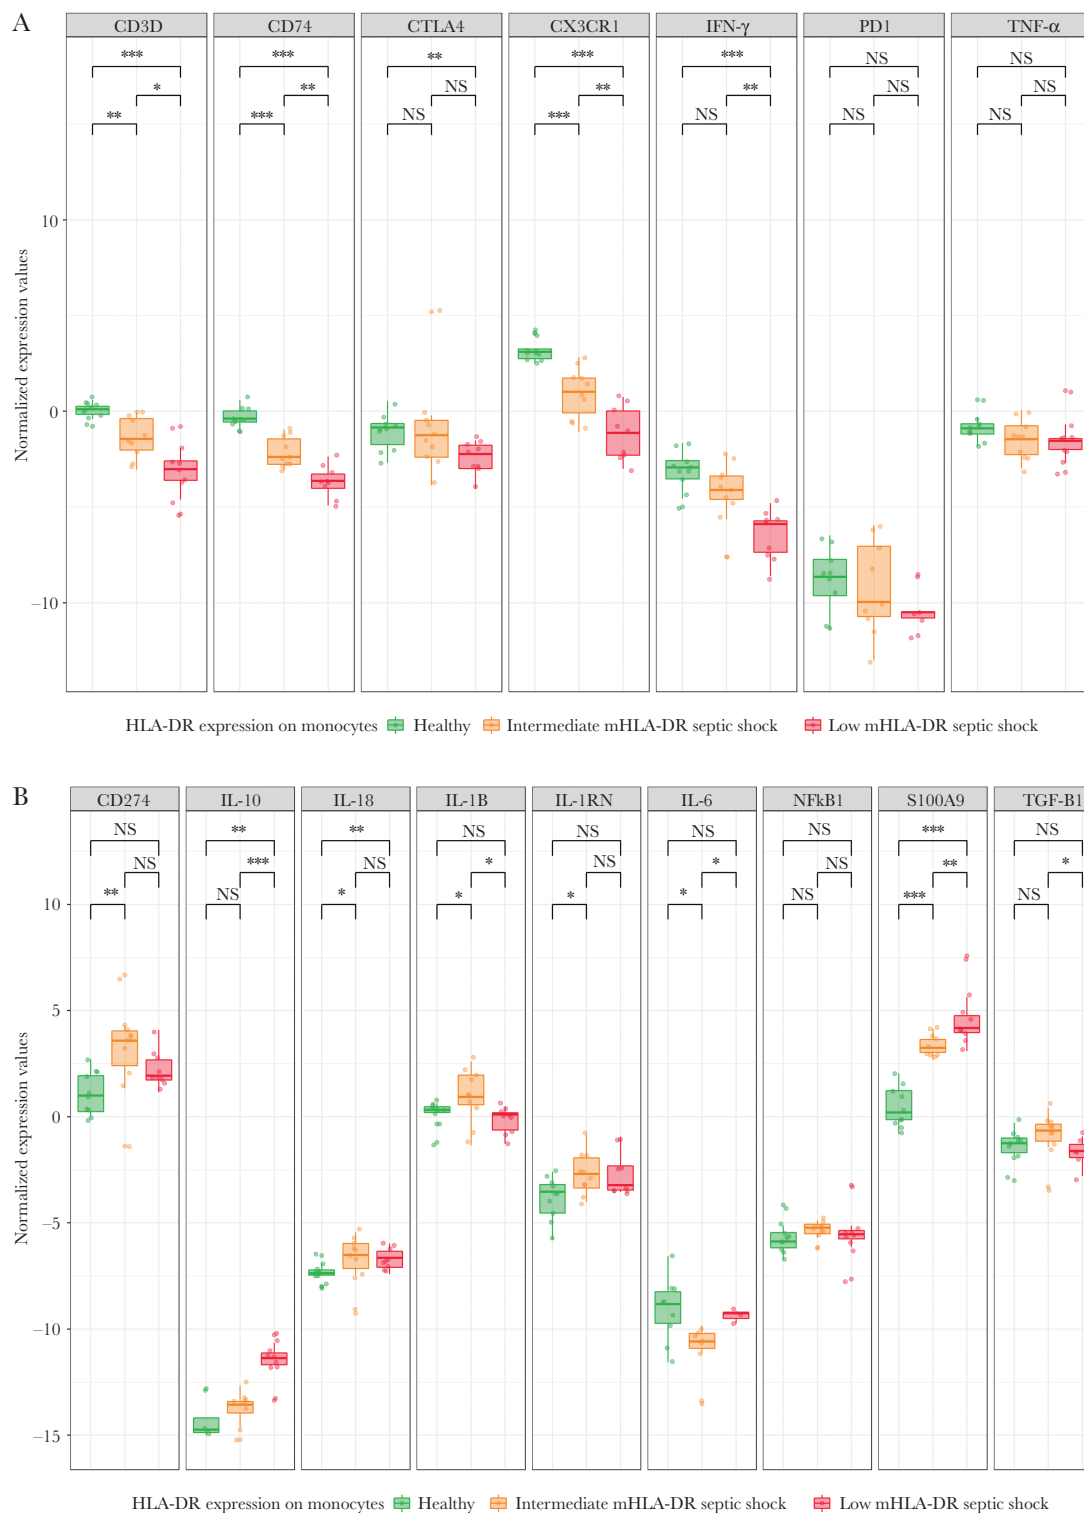 A
CD3D CD74 CTLA4 CX3CR1 IFN-γ PD1 TNF-α
*** *** ** *** *** NS NS
* ** NS ** ** NS NS
** *** NS *** NS NS NS
Normalized expression values
10
0
−10
HLA-DR expression on monocytes Healthy Intermediate mHLA-DR septic shock Low mHLA-DR septic shock
B
CD274 IL-10 IL-18 IL-1B IL-1RN IL-6 NFkB1 S100A9 TGF-B1
NS ** ** NS NS NS NS *** NS
NS *** NS * NS * NS ** *
** NS * * * * NS *** NS
Normalized expression values
10
5
0
−5
−10
−15
HLA-DR expression on monocytes Healthy Intermediate mHLA-DR septic shock Low mHLA-DR septic shock